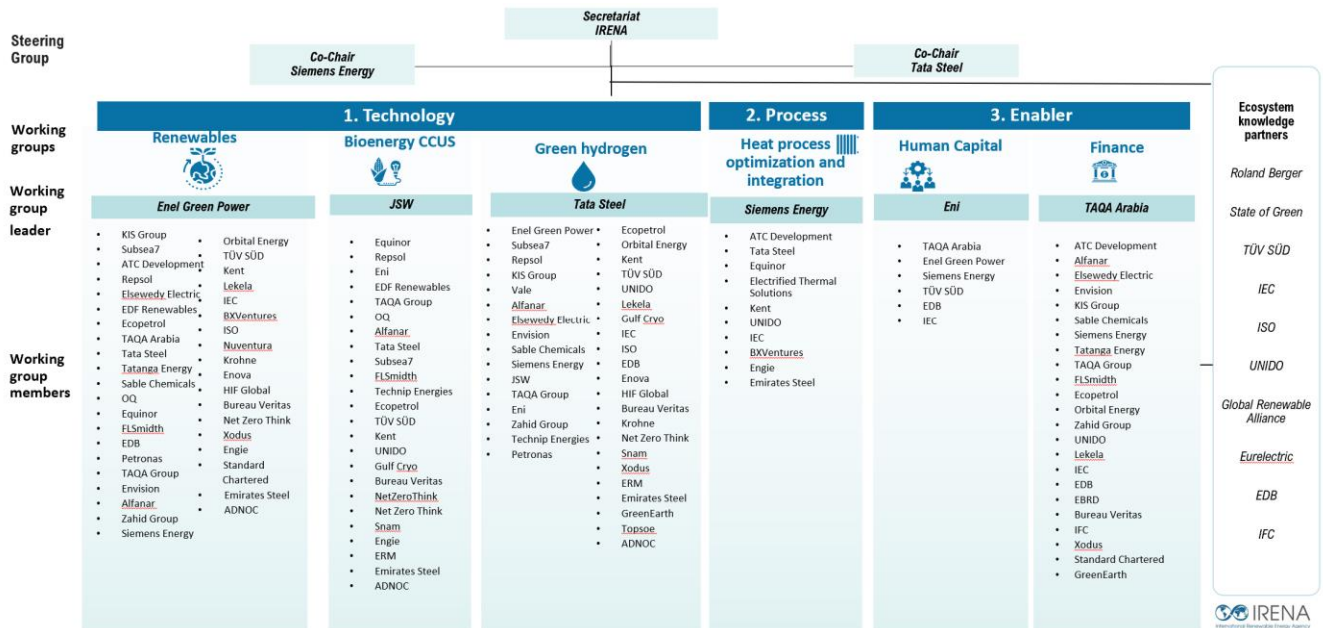 Steering
Group
Secretariat
IRENA
Co-Chair
Siemens Energy
Co-Chair
Tata Steel
Working
groups
1. Technology
2. Process
3. Enabler
Renewables
Bioenergy CCUS
Green hydrogen
Heat process
optimization and
integration
Human Capital
Finance
Working
group
leader
Enel Green Power
JSW
Tata Steel
Siemens Energy
Eni
TAQA Arabia
Working
group
members
• KIS Group
• Subsea7
• ATC Development
• Repsol
• Elsewedy Electric
• EDF Renewables
• Ecopetrol
• TAQA Arabia
• Tata Steel
• Tatanga Energy
• Sable Chemicals
• OQ
• Equinor
• FLSmidth
• EDB
• Petronas
• TAQA Group
• Envision
• Alfanar
• Zahid Group
• Siemens Energy
• Orbital Energy
• TÜV SÜD
• Kent
• Lekela
• IEC
• BXVentures
• ISO
• Nuventura
• Krohne
• Enova
• HIF Global
• Bureau Veritas
• Net Zero Think
• Xodus
• Engie
• Standard
Chartered
• Emirates Steel
• ADNOC
• Equinor
• Repsol
• Eni
• EDF Renewables
• TAQA Group
• OQ
• Alfanar
• Tata Steel
• Subsea7
• FLSmidth
• Technip Energies
• Ecopetrol
• TÜV SÜD
• Kent
• UNIDO
• Gulf Cryo
• Bureau Veritas
• NetZeroThink
• Net Zero Think
• Snam
• Engie
• ERM
• Emirates Steel
• ADNOC
• Enel Green Power
• Subsea7
• Repsol
• KIS Group
• Vale
• Alfanar
• Elsewedy Electric
• Envision
• Sable Chemicals
• Siemens Energy
• JSW
• TAQA Group
• Eni
• Zahid Group
• Technip Energies
• Petronas
• Ecopetrol
• Orbital Energy
• Kent
• TÜV SÜD
• UNIDO
• Lekela
• Gulf Cryo
• IEC
• ISO
• EDB
• Enova
• HIF Global
• Bureau Veritas
• Krohne
• Net Zero Think
• Snam
• Xodus
• ERM
• Emirates Steel
• GreenEarth
• Topsoe
• ADNOC
• ATC Development
• Tata Steel
• Equinor
• Electrified Thermal
Solutions
• Kent
• UNIDO
• IEC
• BXVentures
• Engie
• Emirates Steel
• TAQA Arabia
• Enel Green Power
• Siemens Energy
• TÜV SÜD
• EDB
• IEC
• ATC Development
• Alfanar
• Elsewedy Electric
• Envision
• KIS Group
• Sable Chemicals
• Siemens Energy
• Tatanga Energy
• TAQA Group
• FLSmidth
• Ecopetrol
• Orbital Energy
• Zahid Group
• UNIDO
• Lekela
• IEC
• EDB
• EBRD
• Bureau Veritas
• IFC
• Xodus
• Standard Chartered
• GreenEarth
Ecosystem
knowledge
partners
Roland Berger
State of Green
TÜV SÜD
IEC
ISO
UNIDO
Global Renewable
Alliance
Eurelectric
EDB
IFC
IRENA
International Renewable Energy Agency